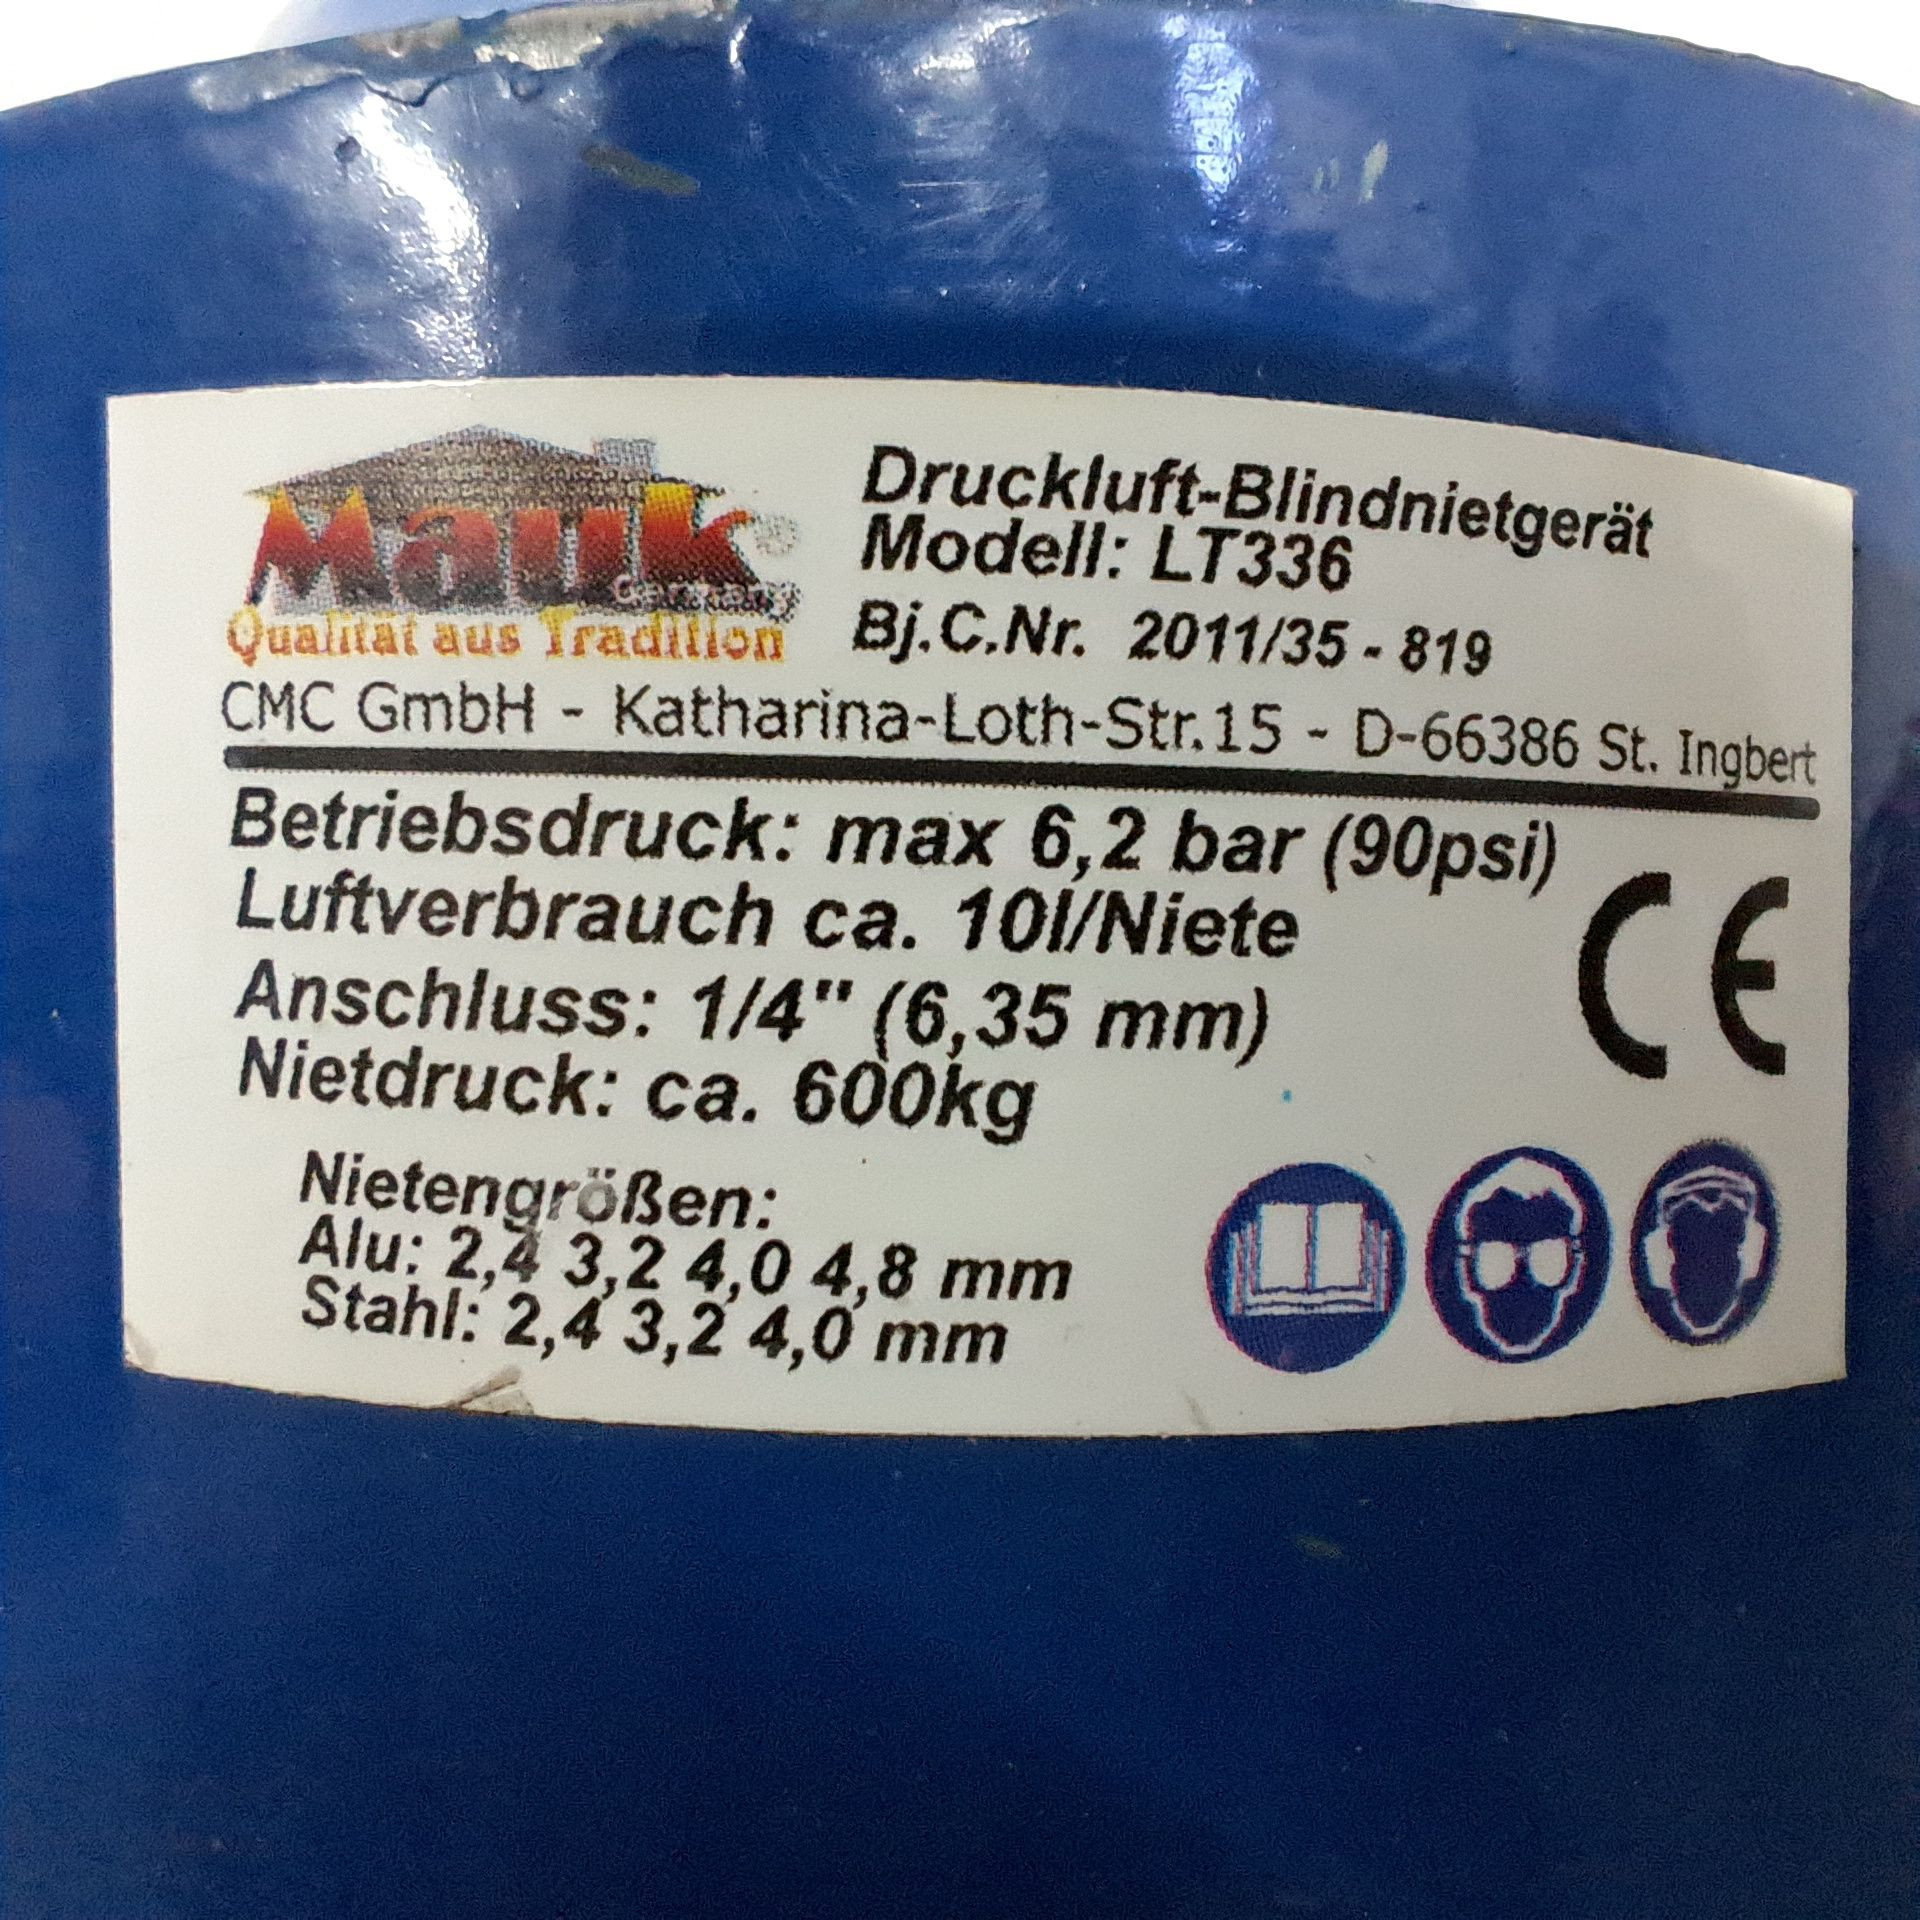 Mauk®
Germany
Qualität aus Tradition
Druckluft-Blindnietgerät
Modell: LT336
Bj.C.Nr. 2011/35 - 819
CMC GmbH - Katharina-Loth-Str.15 - D-66386 St. Ingbert
Betriebsdruck: max 6,2 bar (90psi)
Luftverbrauch ca. 10l/Niete
Anschluss: 1/4" (6,35 mm)
Nietdruck: ca. 600kg
CE
Nietengrößen:
Alu: 2,4 3,2 4,0 4,8 mm
Stahl: 2,4 3,2 4,0 mm